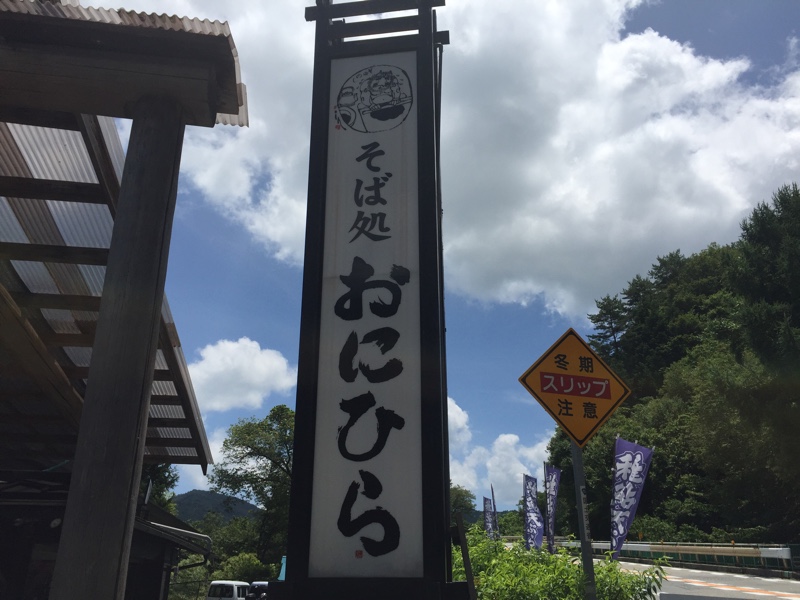 そば処
おにひら
冬期
スリップ
注意